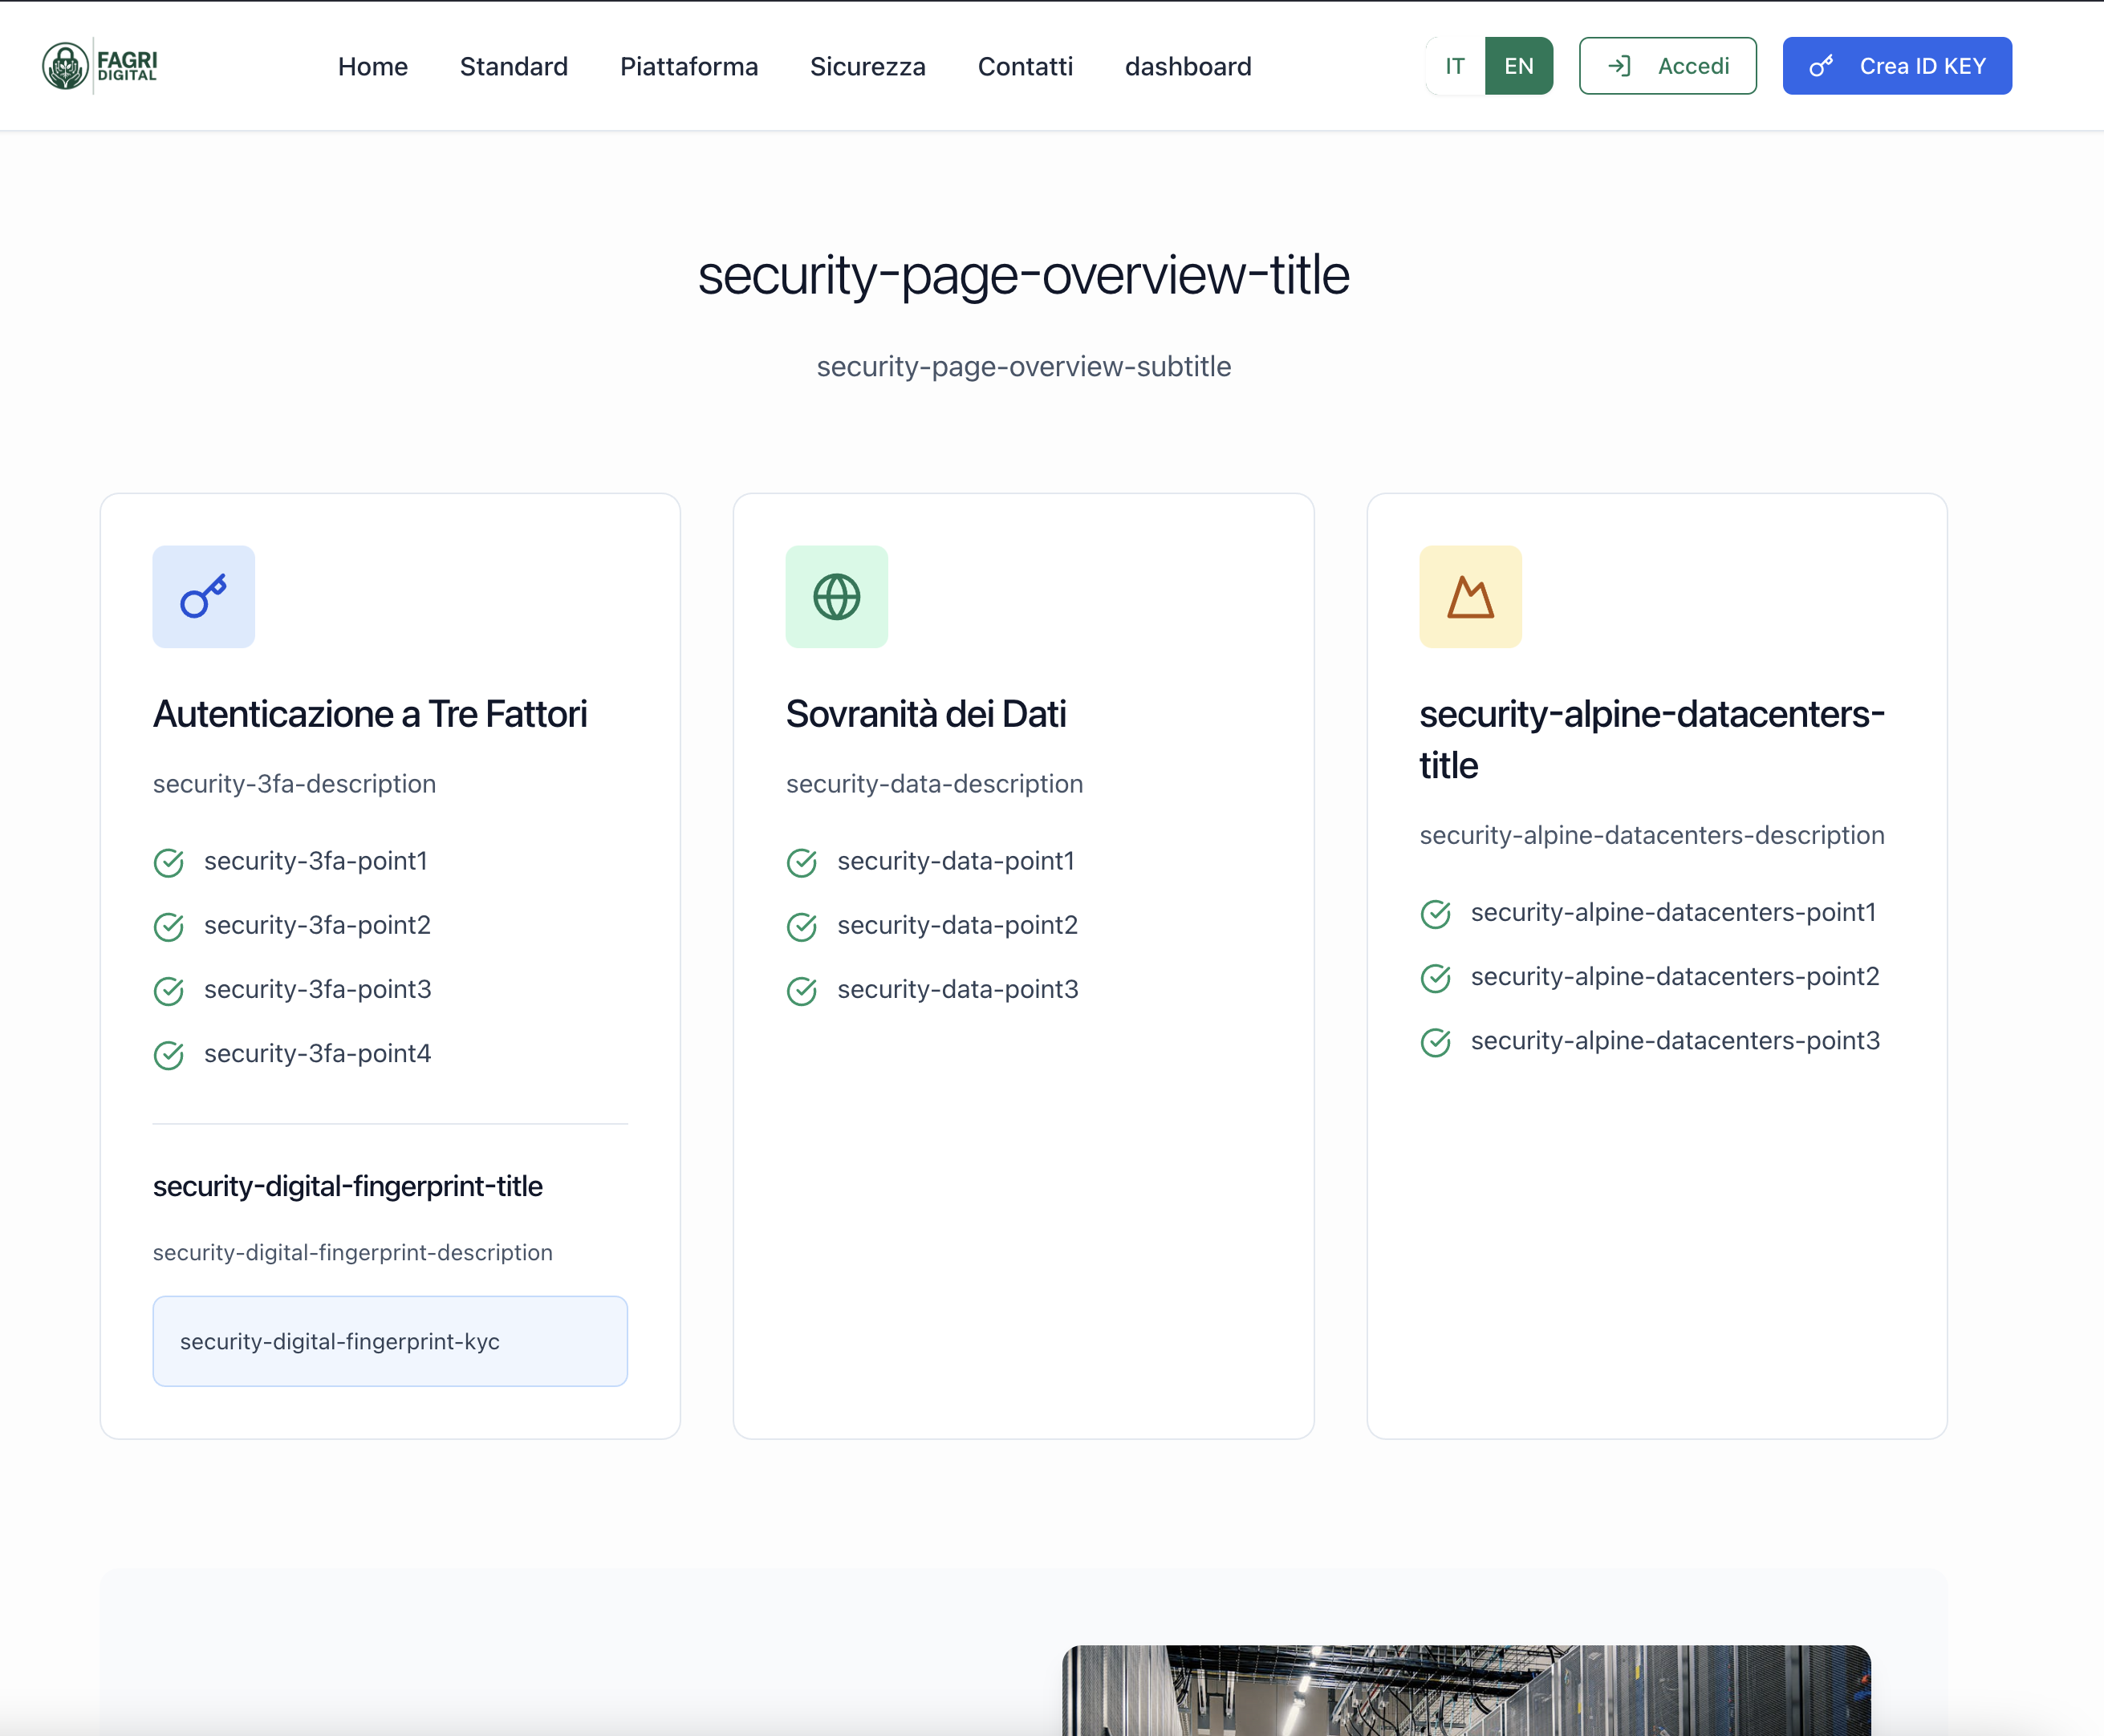 FAGRI
DIGITAL
Home
Standard
Piattaforma
Sicurezza
Contatti
dashboard
IT
EN
Accedi
Crea ID KEY
security-page-overview-title
security-page-overview-subtitle
Autenticazione a Tre Fattori
security-3fa-description
security-3fa-point1
security-3fa-point2
security-3fa-point3
security-3fa-point4
security-digital-fingerprint-title
security-digital-fingerprint-description
security-digital-fingerprint-kyc
Sovranità dei Dati
security-data-description
security-data-point1
security-data-point2
security-data-point3
security-alpine-datacenters-
title
security-alpine-datacenters-description
security-alpine-datacenters-point1
security-alpine-datacenters-point2
security-alpine-datacenters-point3